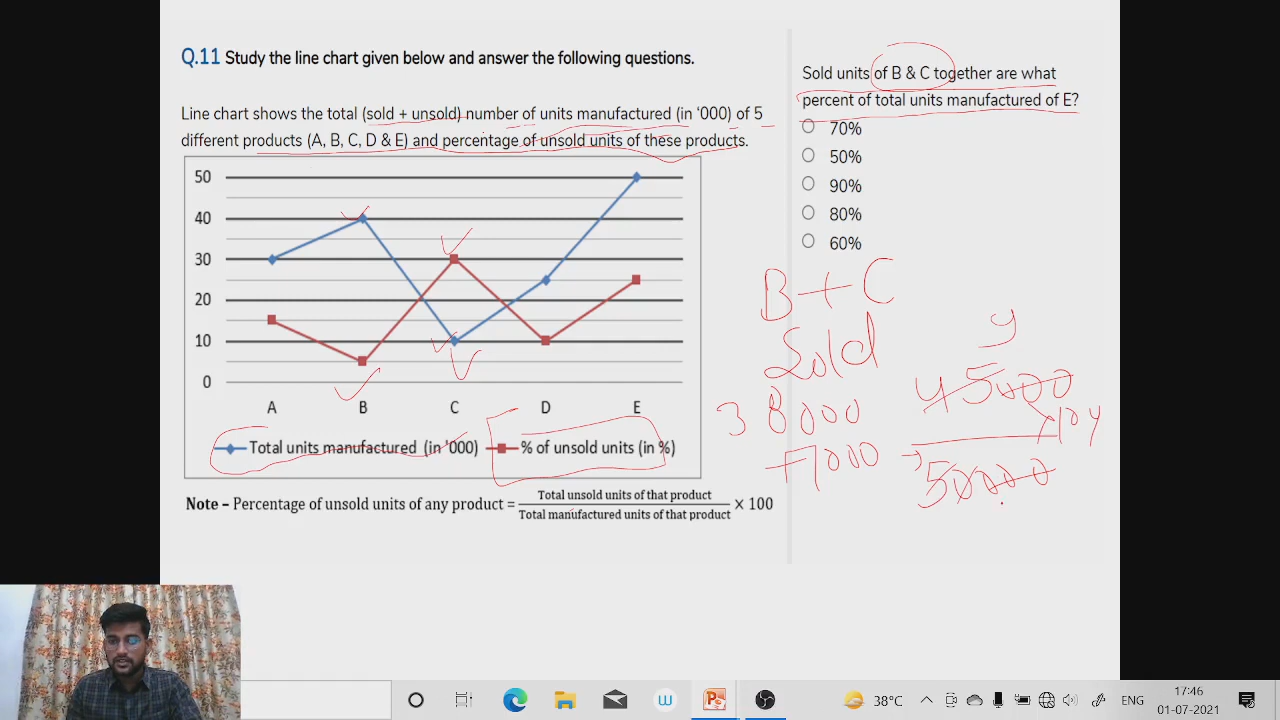 Q.11 Study the line chart given below and answer the following questions.
Line chart shows the total (sold + unsold) number of units manufactured (in ‘000) of 5
different products (A, B, C, D & E) and percentage of unsold units of these products.
50
40
30
20
10
0
A B C D E
Total units manufactured (in '000) % of unsold units (in %)
Note – Percentage of unsold units of any product = Total unsold units of that product
Total manufactured units of that product × 100
Sold units of B & C together are what
percent of total units manufactured of E?
70%
50%
90%
80%
60%
B + C
Sold
38000
+7000
45000
50000
38°C ENG 17:46
01-07-2021